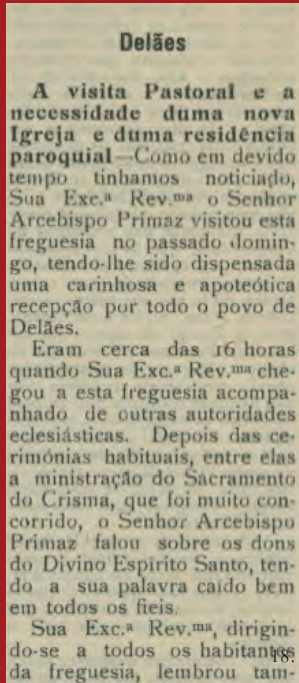 Delães
A visita Pastoral e a
necessidade duma nova
Igreja e duma residência
paroquial—Como em devido
tempo tinhamos noticiado,
Sua Exc.ª Rev.ma o Senhor
Arcebispo Primaz visitou esta
freguesia no passado domin-
go, tendo-lhe sido dispensada
uma carinhosa e apoteótica
recepção por todo o povo de
Delães.
Eram cerca das 16 horas
quando Sua Exc.ª Rev.ma che-
gou a esta freguesia acompa-
nhado de outras autoridades
eclesiásticas. Depois das ce-
rimónias habituais, entre elas
a ministração do Sacramento
do Crisma, que foi muito con-
corrido, o Senhor Arcebispo
Primaz falou sobre os dons
do Divino Espirito Santo, ten-
do a sua palavra caído bem
em todos os fieis.
Sua Exc.ª Rev.ma, dirigin-
do-se a todos os habitantes
da freguesia, lembrou tam-
18.